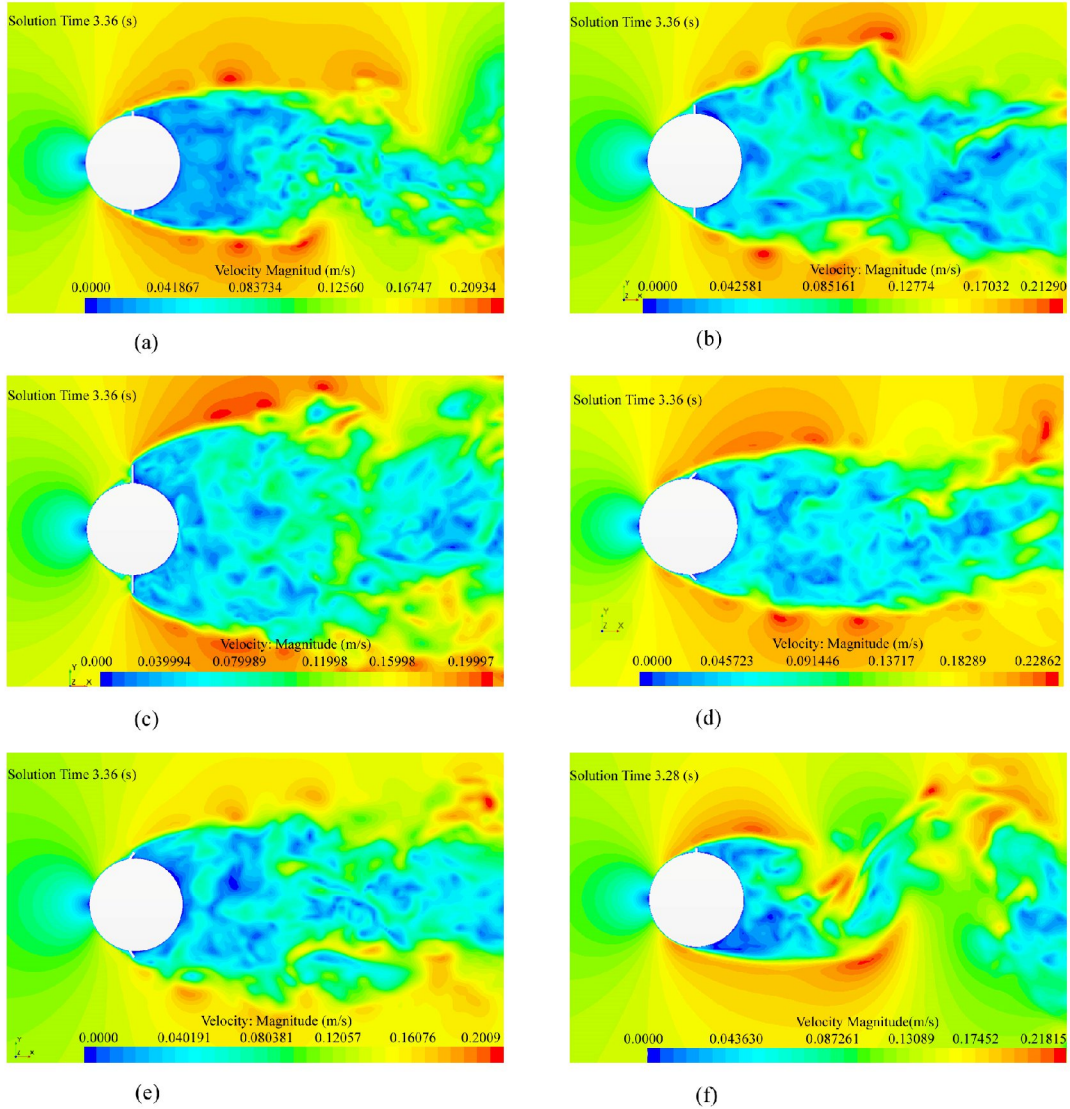 Solution Time 3.36 (s)
Velocity Magnitud (m/s)
0.0000 0.041867 0.083734 0.12560 0.16747 0.20934
(a)
Solution Time 3.36 (s)
Velocity: Magnitude (m/s)
0.0000 0.042581 0.085161 0.12774 0.17032 0.21290
Y
Z X
(b)
Solution Time 3.36 (s)
Velocity: Magnitude (m/s)
0.000 0.039994 0.079989 0.11998 0.15998 0.19997
Y
Z X
(c)
Solution Time 3.36 (s)
Y
Z X
Velocity: Magnitude (m/s)
0.0000 0.045723 0.091446 0.13717 0.18289 0.22862
(d)
Solution Time 3.36 (s)
Velocity: Magnitude (m/s)
0.0000 0.040191 0.080381 0.12057 0.16076 0.2009
Y
Z X
(e)
Solution Time 3.28 (s)
Velocity Magnitude(m/s)
0.0000 0.043630 0.087261 0.13089 0.17452 0.21815
(f)